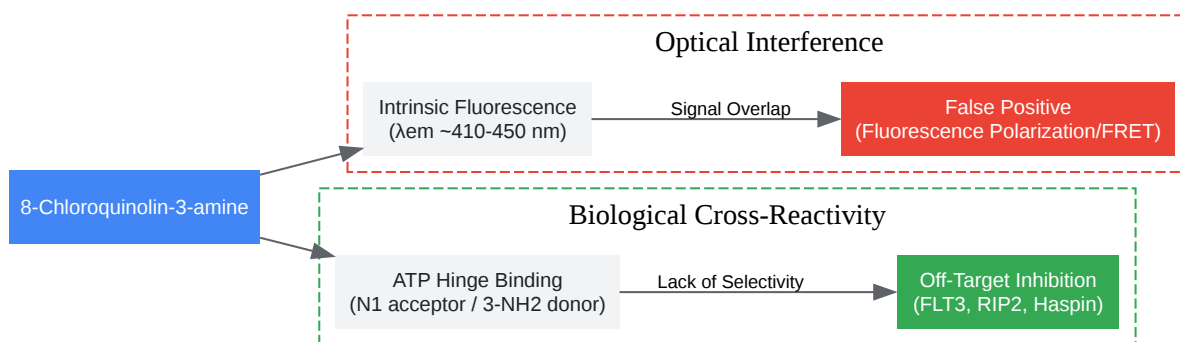 Optical Interference
Intrinsic Fluorescence
(λem ~410-450 nm)
Signal Overlap
False Positive
(Fluorescence Polarization/FRET)
8-Chloroquinolin-3-amine
Biological Cross-Reactivity
ATP Hinge Binding
(N1 acceptor / 3-NH2 donor)
Lack of Selectivity
Off-Target Inhibition
(FLT3, RIP2, Haspin)